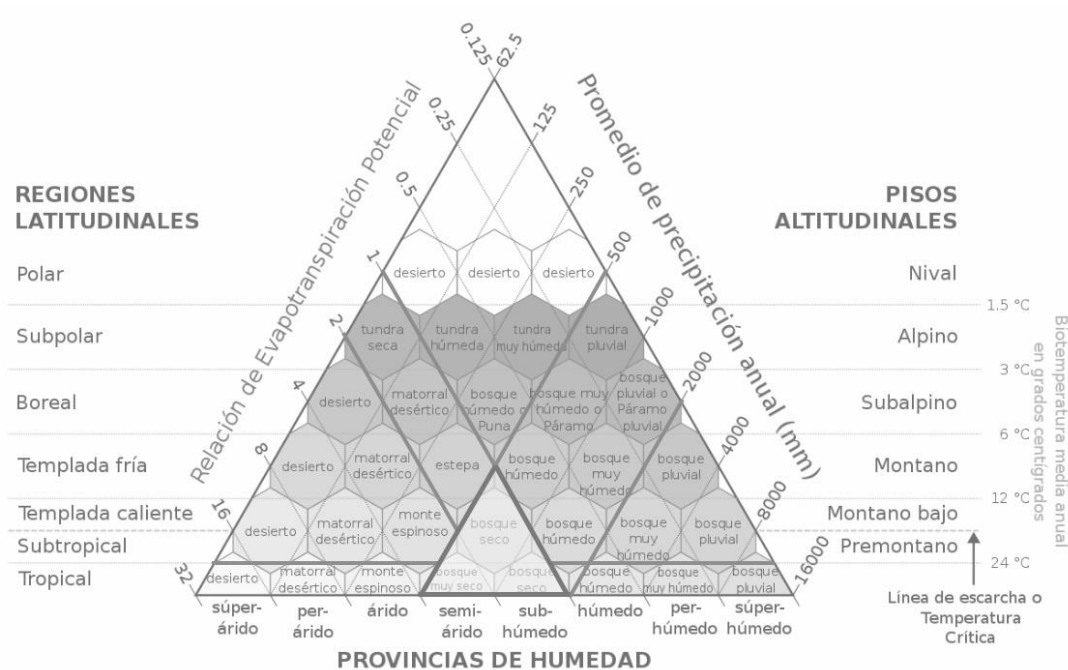 0.125
62.5
0.25
125
0.5
250
1
500
2
1000
4
2000
8
4000
16
8000
32
16000
Relación de Evapotranspiración Potencial
Promedio de precipitación anual (mm)
REGIONES
LATITUDINALES
PISOS
ALTITUDINALES
Polar
desierto
desierto
desierto
Nival
1.5 °C
Subpolar
tundra
seca
tundra
húmeda
tundra
muy húmeda
tundra
pluvial
Alpino
3 °C
Boreal
desierto
matorral
desértico
bosque
húmedo o
Puna
bosque muy
húmedo o
Páramo
bosque
pluvial o
Páramo
pluvial
Subalpino
6 °C
Templada fría
desierto
matorral
desértico
estepa
bosque
húmedo
bosque
muy
húmedo
bosque
pluvial
Montano
12 °C
Templada caliente
Subtropical
desierto
matorral
desértico
monte
espinoso
bosque
seco
bosque
húmedo
bosque
muy
húmedo
bosque
pluvial
Montano bajo
Premontano
24 °C
Tropical
desierto
matorral
desértico
monte
espinoso
bosque
muy seco
bosque
seco
bosque
húmedo
bosque
muy húmedo
bosque
pluvial
Biotemperatura media anual
en grados centígrados
Línea de escarcha o
Temperatura
Crítica
súper-
árido
per-
árido
árido
semi-
árido
sub-
húmedo
húmedo
per-
húmedo
súper-
húmedo
PROVINCIAS DE HUMEDAD